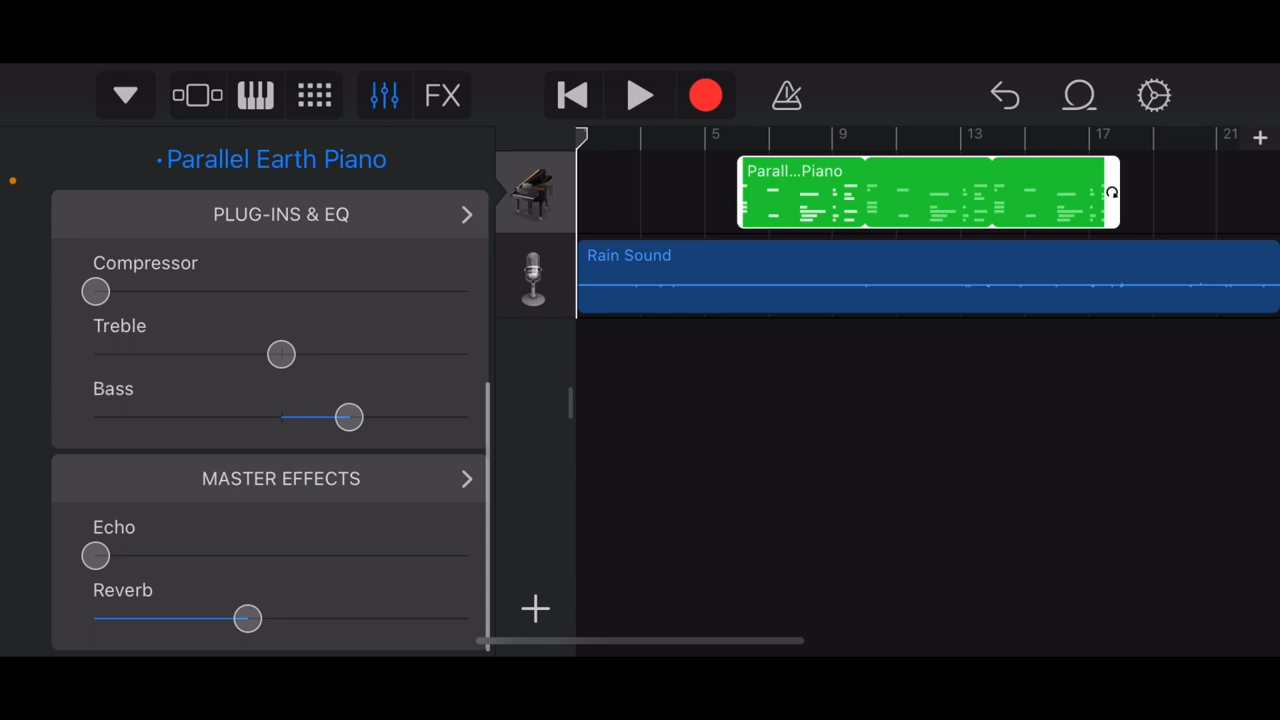 FX
5
9
13
17
21
Parallel Earth Piano
Parall...Piano
PLUG-INS & EQ
Compressor
Rain Sound
Treble
Bass
MASTER EFFECTS
Echo
Reverb